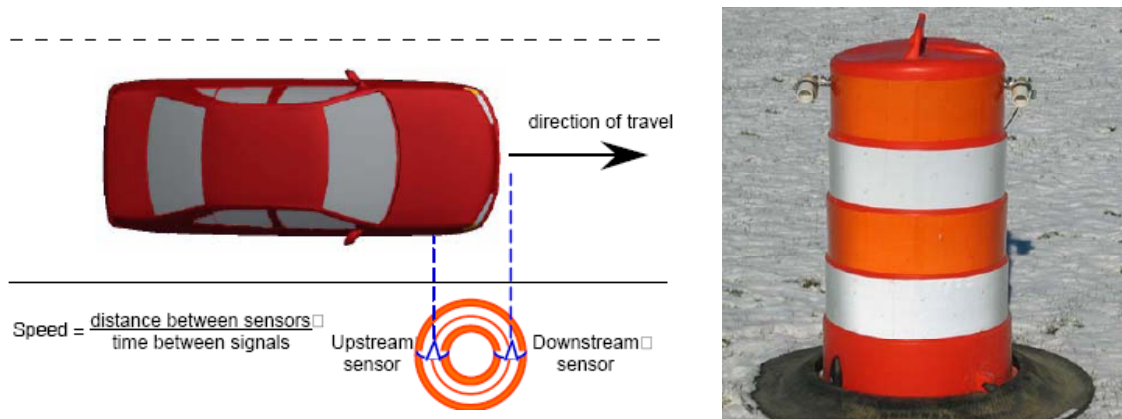 direction of travel
Speed = distance between sensors□
time between signals
Upstream
sensor
Downstream□
sensor